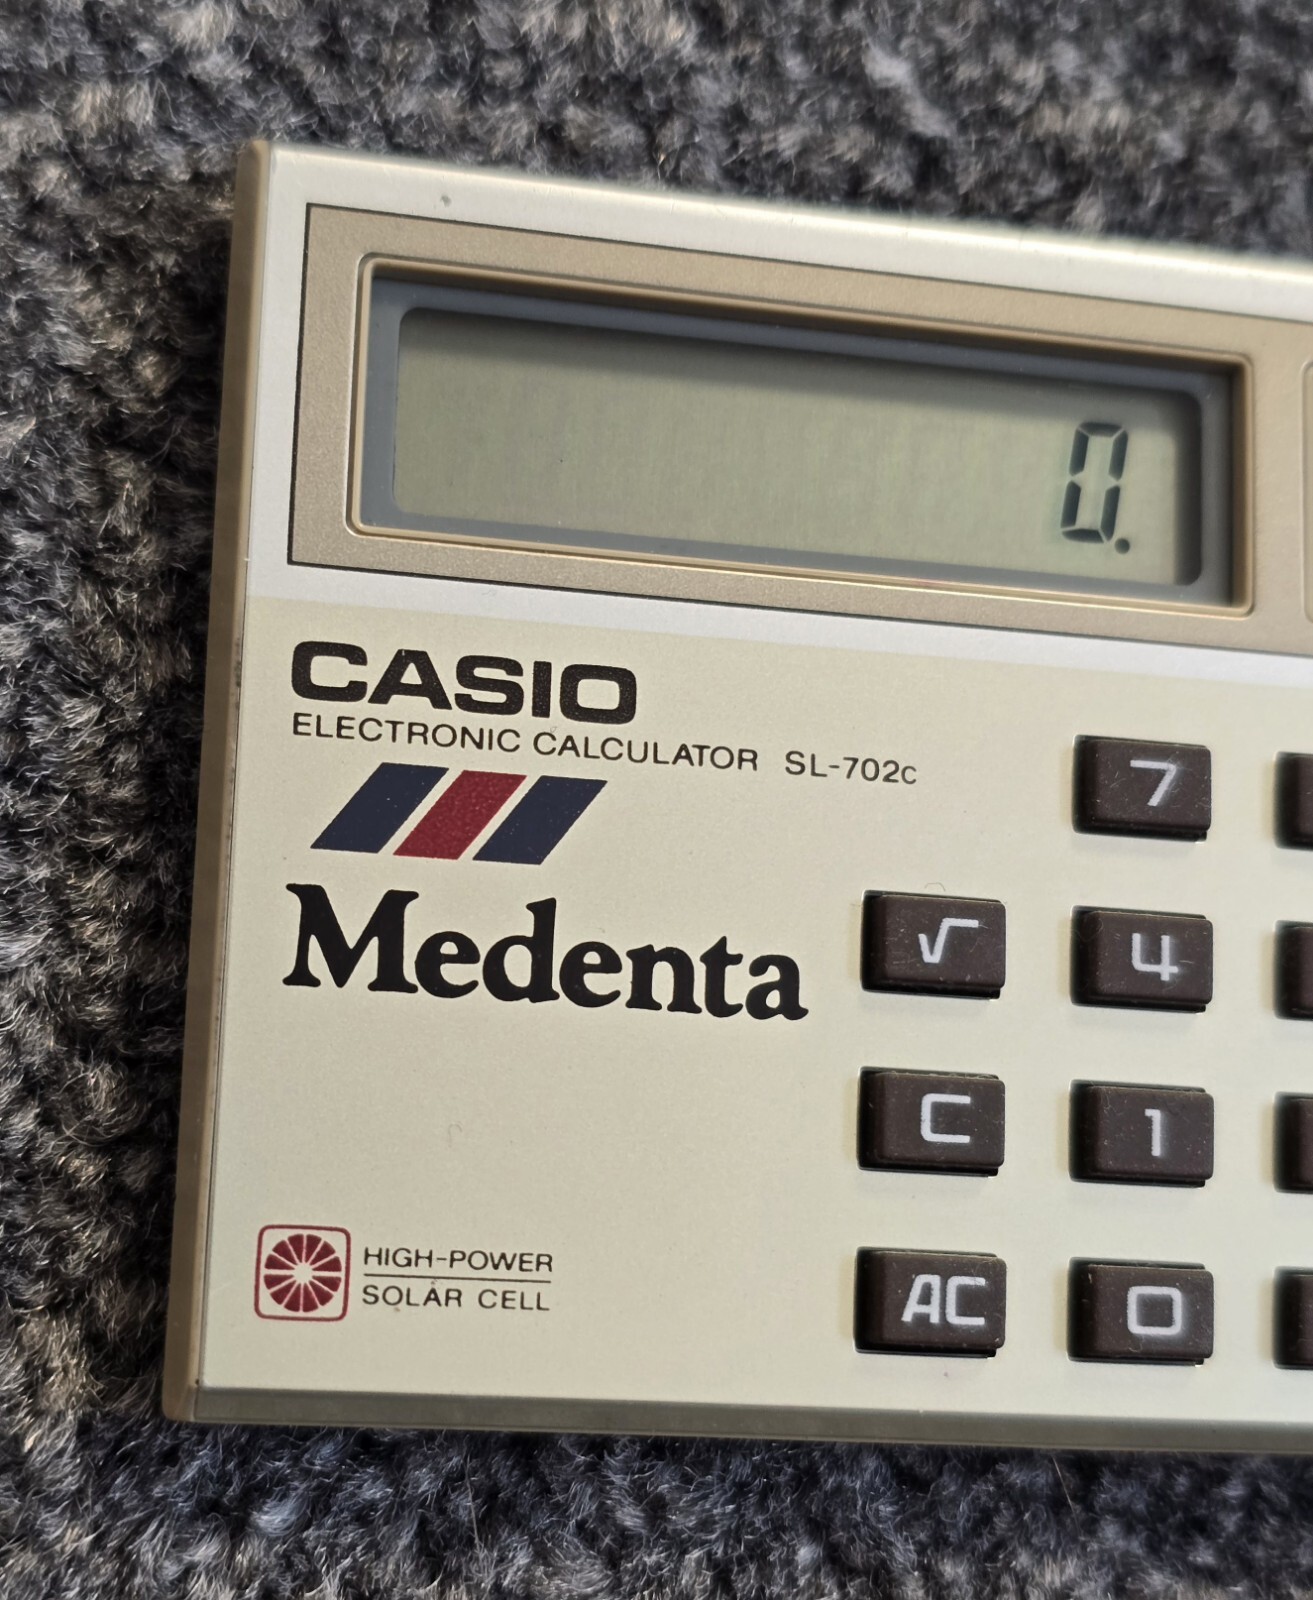 0.
CASIO
ELECTRONIC CALCULATOR SL-702C
Medenta
7
√ 4
C 1
AC 0
HIGH-POWER
SOLAR CELL